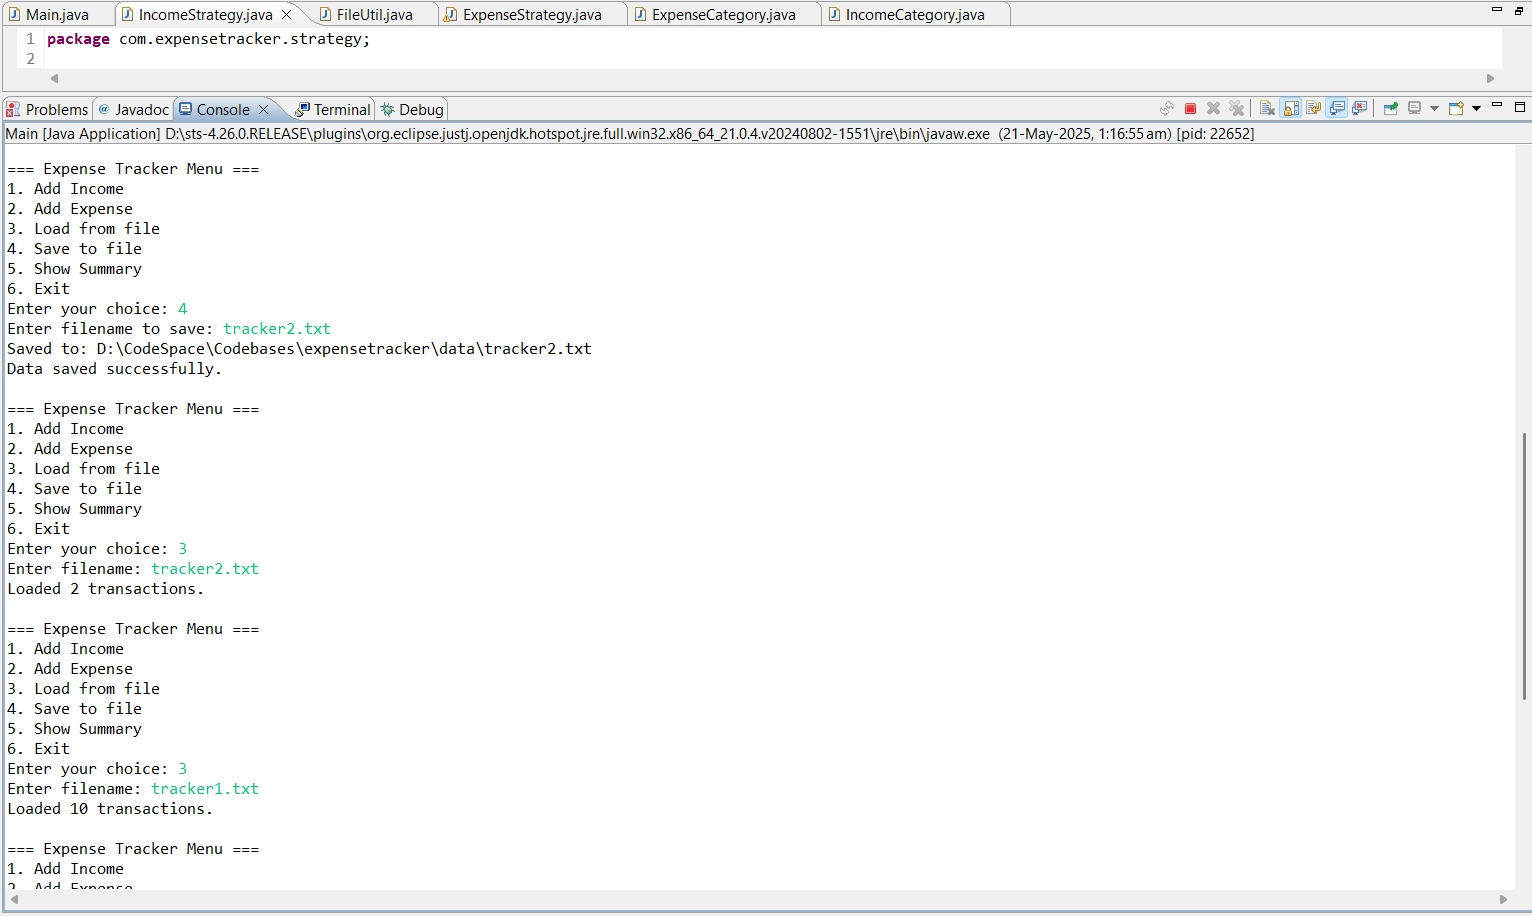 Main.java IncomeStrategy.java FileUtil.java ExpenseStrategy.java ExpenseCategory.java IncomeCategory.java
1 package com.expensetracker.strategy;
2
Problems Javadoc Console Terminal Debug
Main [Java Application] D:\sts-4.26.0.RELEASE\plugins\org.eclipse.justj.openjdk.hotspot.jre.full.win32.x86_64_21.0.4.v20240802-1551\jre\bin\javaw.exe (21-May-2025, 1:16:55 am) [pid: 22652]
=== Expense Tracker Menu ===
1. Add Income
2. Add Expense
3. Load from file
4. Save to file
5. Show Summary
6. Exit
Enter your choice: 4
Enter filename to save: tracker2.txt
Saved to: D:\CodeSpace\Codebases\expensetracker\data\tracker2.txt
Data saved successfully.
=== Expense Tracker Menu ===
1. Add Income
2. Add Expense
3. Load from file
4. Save to file
5. Show Summary
6. Exit
Enter your choice: 3
Enter filename: tracker2.txt
Loaded 2 transactions.
=== Expense Tracker Menu ===
1. Add Income
2. Add Expense
3. Load from file
4. Save to file
5. Show Summary
6. Exit
Enter your choice: 3
Enter filename: tracker1.txt
Loaded 10 transactions.
=== Expense Tracker Menu ===
1. Add Income
2. Add Expense